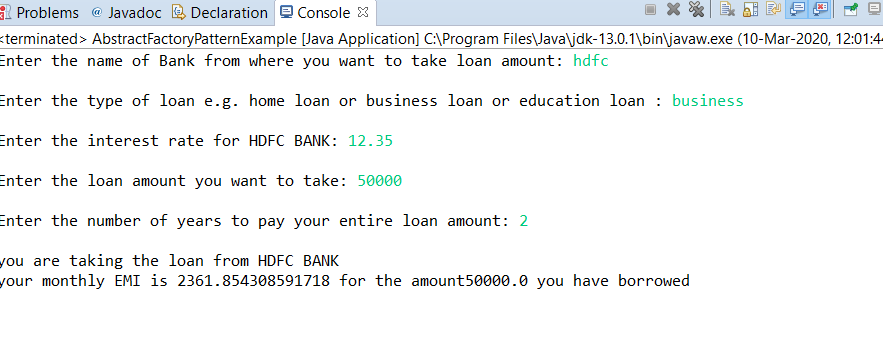 Problems @ Javadoc Declaration Console
<terminated> AbstractFactoryPatternExample [Java Application] C:\Program Files\Java\jdk-13.0.1\bin\javaw.exe (10-Mar-2020, 12:01:44
Enter the name of Bank from where you want to take loan amount: hdfc
Enter the type of loan e.g. home loan or business loan or education loan : business
Enter the interest rate for HDFC BANK: 12.35
Enter the loan amount you want to take: 50000
Enter the number of years to pay your entire loan amount: 2
you are taking the loan from HDFC BANK
your monthly EMI is 2361.854308591718 for the amount50000.0 you have borrowed